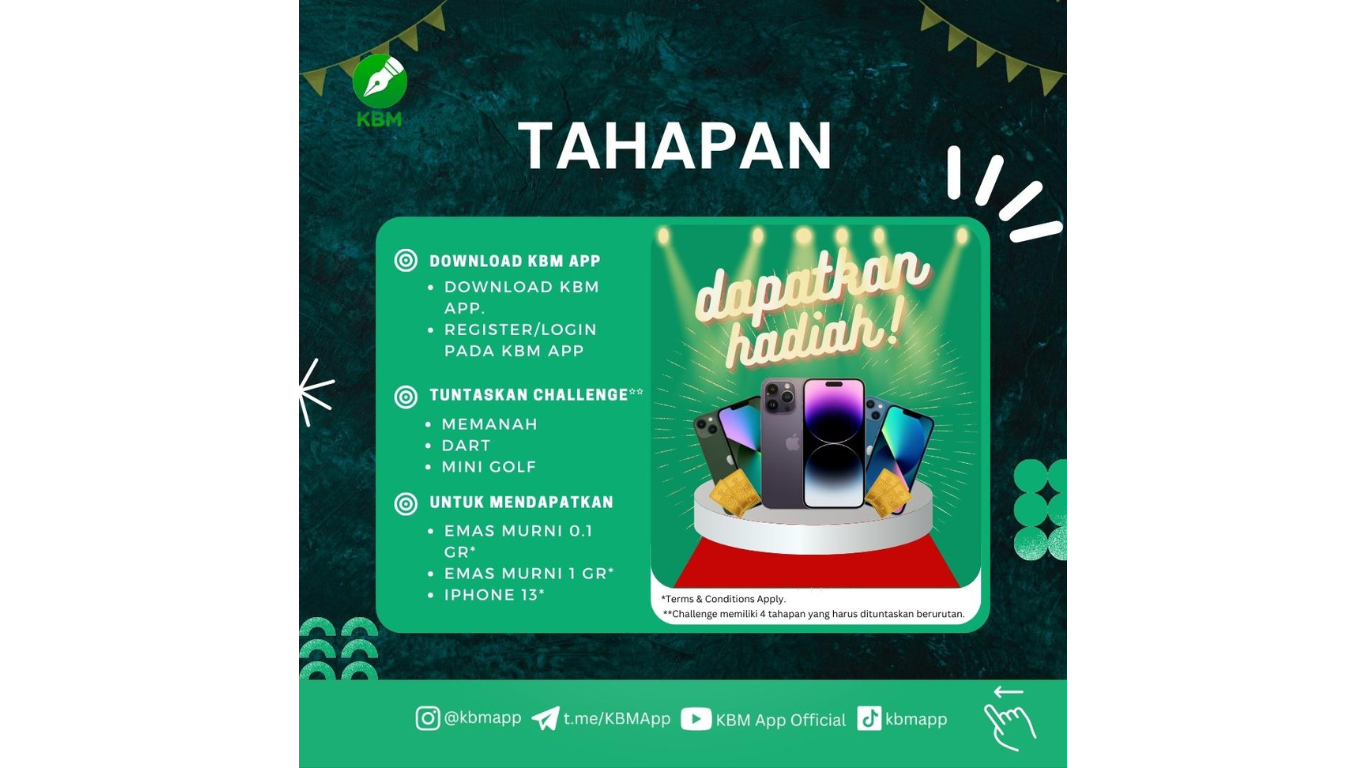 KBM
TAHAPAN
DOWNLOAD KBM APP
• DOWNLOAD KBM
APP.
• REGISTER/LOGIN
PADA KBM APP
TUNTASKAN CHALLENGE**
• MEMANAH
• DART
• MINI GOLF
UNTUK MENDAPATKAN
• EMAS MURNI 0.1
GR*
• EMAS MURNI 1 GR*
• IPHONE 13*
dapatkan
hadiah!
*Terms & Conditions Apply.
**Challenge memiliki 4 tahapan yang harus dituntaskan berurutan.
@kbmapp t.me/KBMApp KBM App Official kbmapp